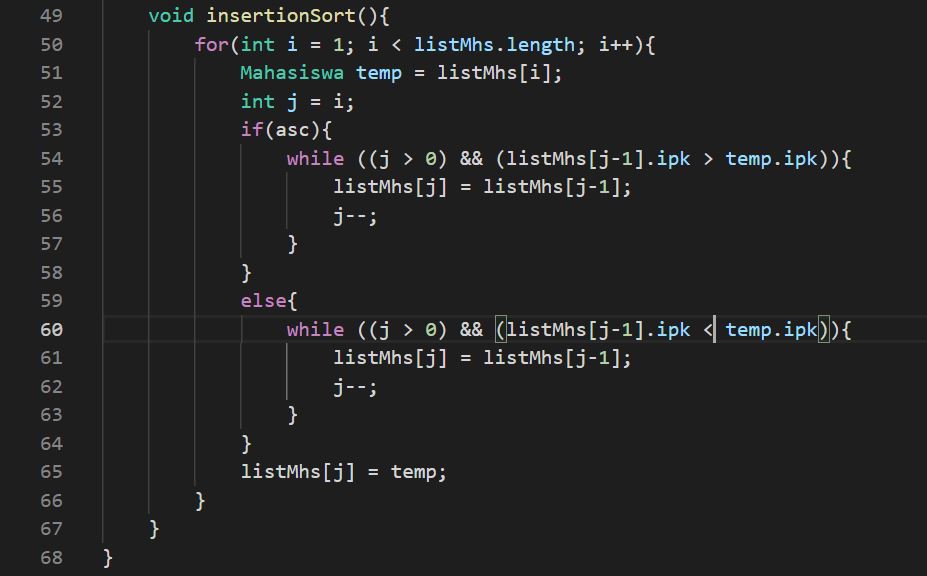 49 void insertionSort(){
50 for(int i = 1; i < listMhs.length; i++){
51 Mahasiswa temp = listMhs[i];
52 int j = i;
53 if(asc){
54 while ((j > 0) && (listMhs[j-1].ipk > temp.ipk)){
55 listMhs[j] = listMhs[j-1];
56 j--;
57 }
58 }
59 else{
60 while ((j > 0) && (listMhs[j-1].ipk < temp.ipk)){
61 listMhs[j] = listMhs[j-1];
62 j--;
63 }
64 }
65 listMhs[j] = temp;
66 }
67 }
68 }